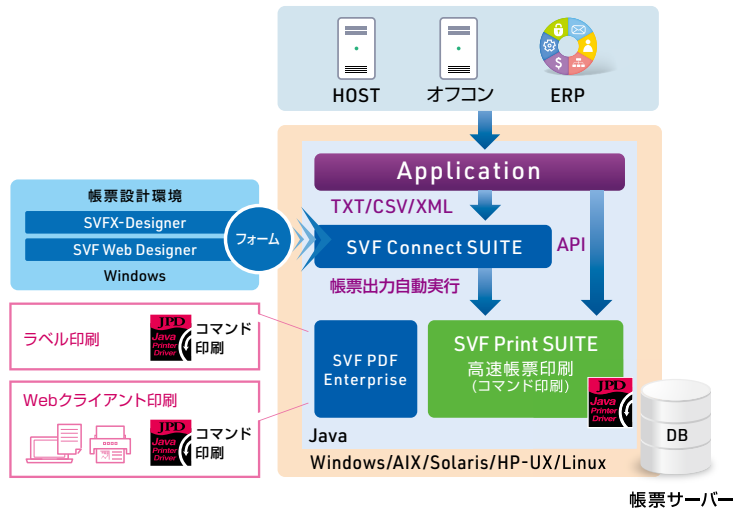 HOST
オフコン
ERP
Application
TXT/CSV/XML
API
帳票設計環境
SVFX-Designer
SVF Web Designer
Windows
フォーム
SVF Connect SUITE
帳票出力自動実行
ラベル印刷
JPD
Java
Printer
Driver
コマンド
印刷
Webクライアント印刷
JPD
Java
Printer
Driver
コマンド
印刷
SVF PDF
Enterprise
SVF Print SUITE
高速帳票印刷
(コマンド印刷)
JPD
Java
Printer
Driver
DB
Java
Windows/AIX/Solaris/HP-UX/Linux
帳票サーバー